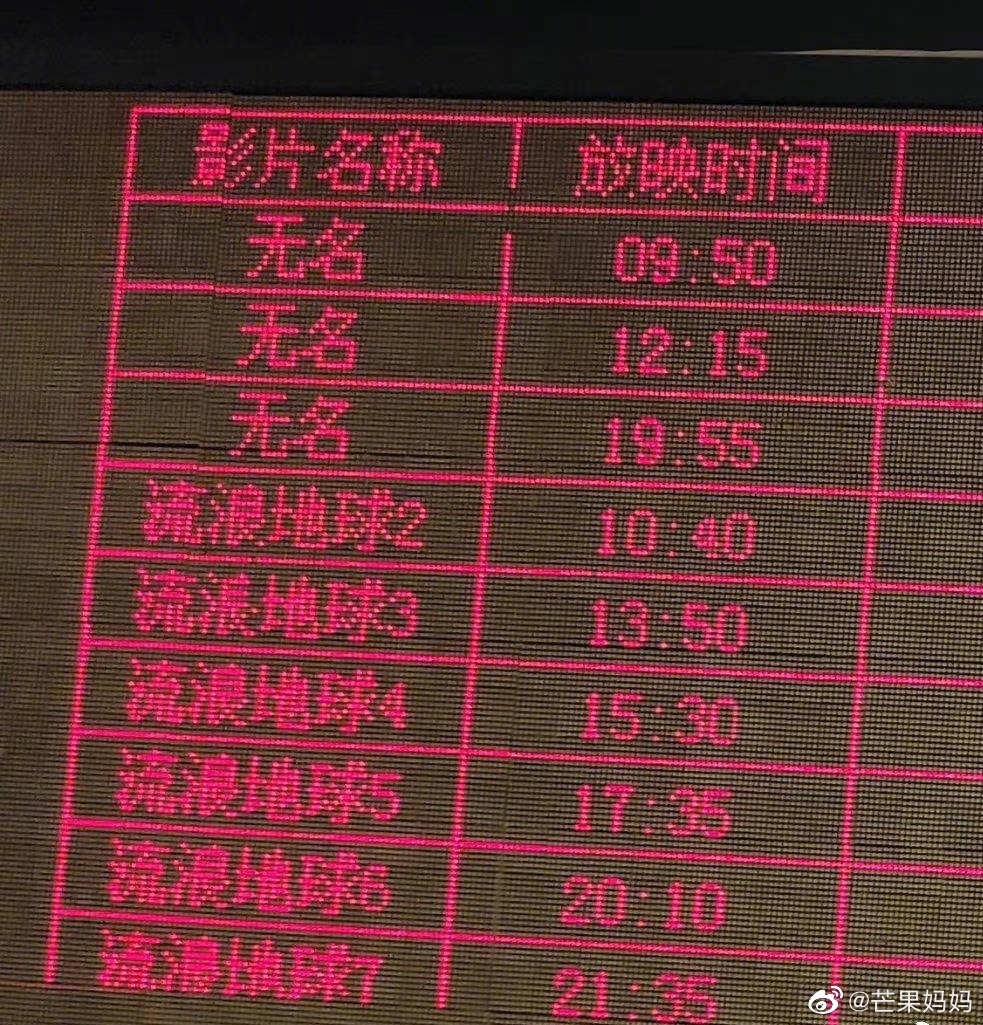 影片名称 放映时间
无名 09:50
无名 12:15
无名 19:55
流浪地球2 10:40
流浪地球3 13:50
流浪地球4 15:30
流浪地球5 17:35
流浪地球6 20:10
流浪地球7 21:35
@芒果妈妈